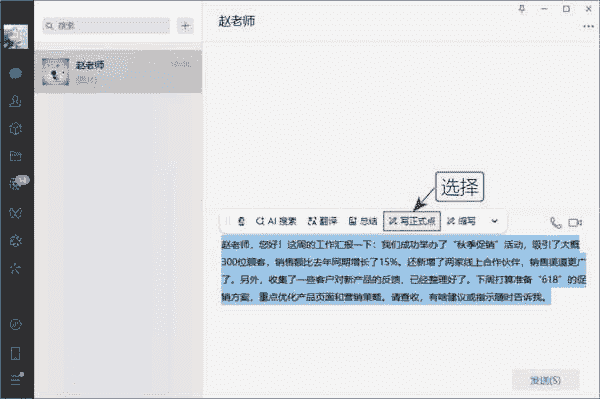 搜索
赵老师
赵老师
选择
AI 搜索 翻译 总结 写正式点 缩写
赵老师，您好！这周的工作汇报一下：我们成功举办了“秋季促销”活动，吸引了大概
300位顾客，销售额比去年同期增长了15%。还新增了两家线上合作伙伴，销售渠道更广
了。另外，收集了一些客户对新产品的反馈，已经整理好了。下周打算准备“618”的促
销方案，重点优化产品页面和营销策略。请查收，有啥建议或指示随时告诉我。
发送(S)